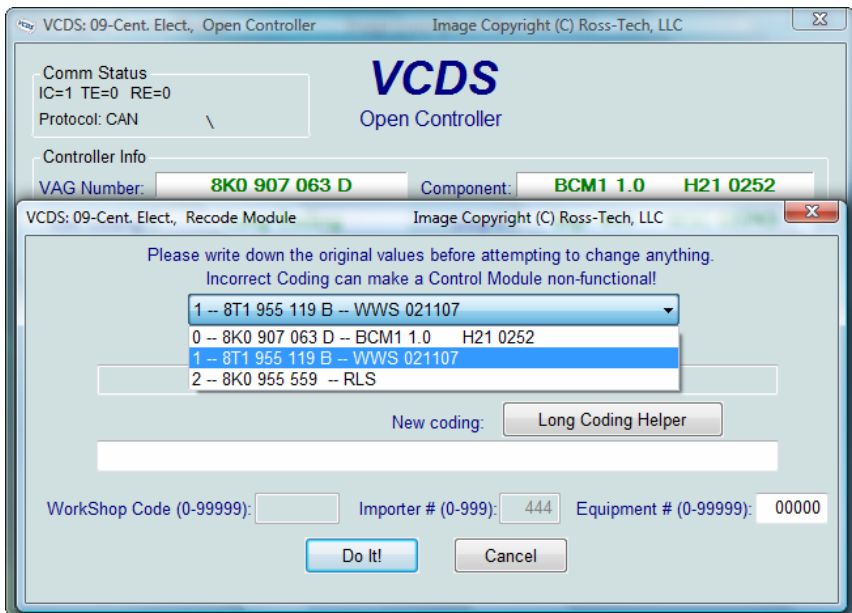 VCDS: 09-Cent. Elect., Open Controller Image Copyright (C) Ross-Tech, LLC
Comm Status
IC=1 TE=0 RE=0
Protocol: CAN \
VCDS
Open Controller
Controller Info
VAG Number: 8K0 907 063 D Component: BCM1 1.0 H21 0252
VCDS: 09-Cent. Elect., Recode Module Image Copyright (C) Ross-Tech, LLC
Please write down the original values before attempting to change anything.
Incorrect Coding can make a Control Module non-functional!
1 -- 8T1 955 119 B -- WWS 021107
0 -- 8K0 907 063 D -- BCM1 1.0 H21 0252
1 -- 8T1 955 119 B -- WWS 021107
2 -- 8K0 955 559 -- RLS
New coding: Long Coding Helper
WorkShop Code (0-99999): Importer # (0-999): 444 Equipment # (0-99999): 00000
Do It! Cancel